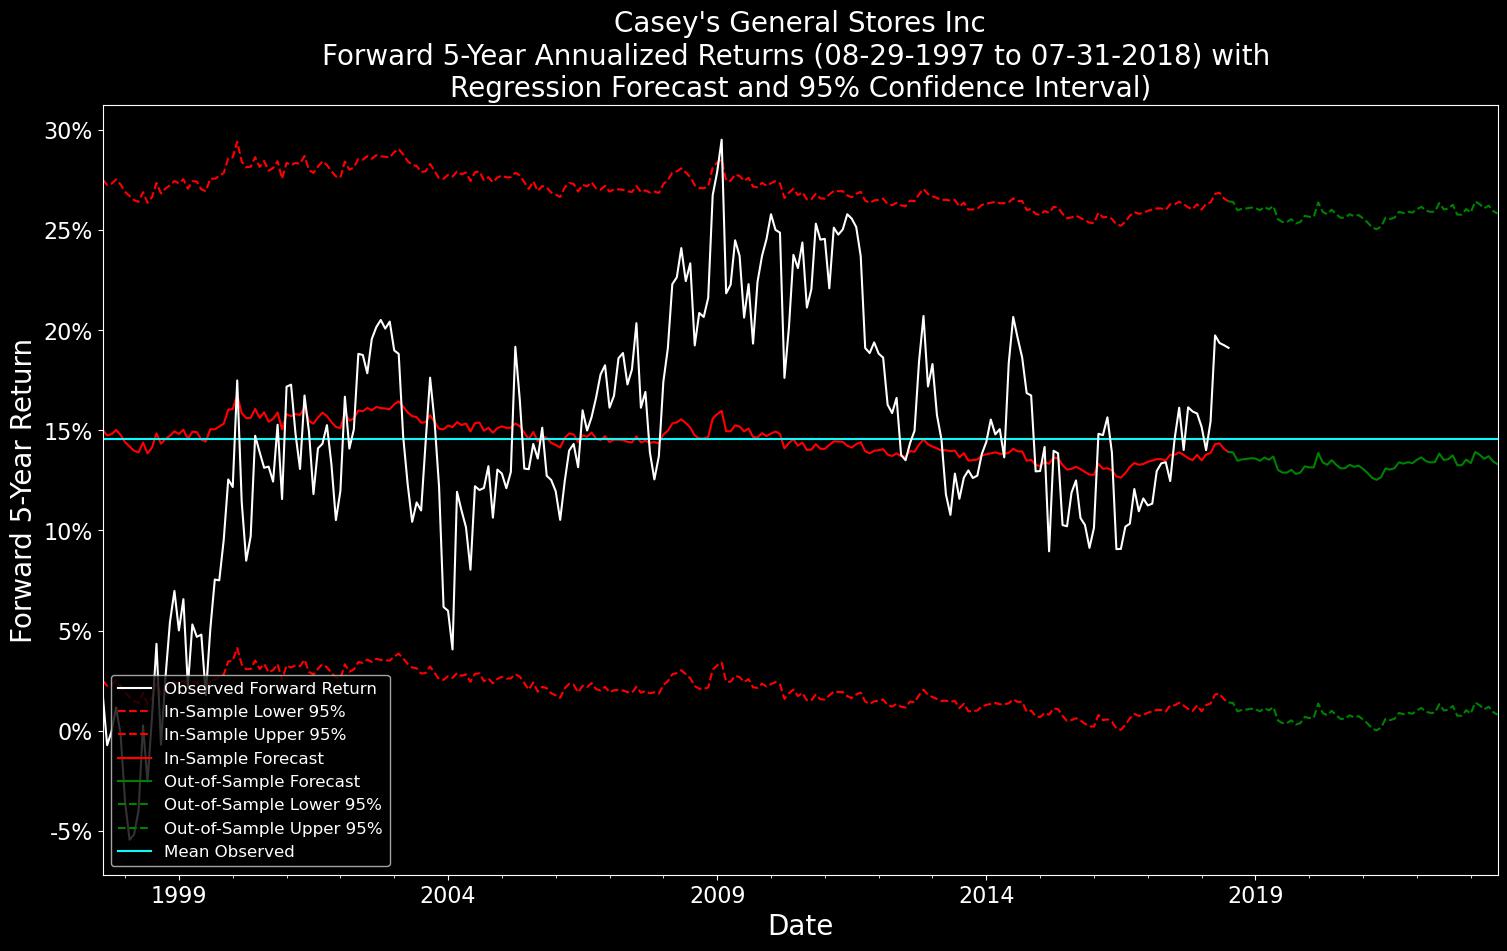 Casey's General Stores Inc
Forward 5-Year Annualized Returns (08-29-1997 to 07-31-2018) with
Regression Forecast and 95% Confidence Interval)
30%
25%
20%
15%
10%
5%
0%
-5%
Forward 5-Year Return
Observed Forward Return
In-Sample Lower 95%
In-Sample Upper 95%
In-Sample Forecast
Out-of-Sample Forecast
Out-of-Sample Lower 95%
Out-of-Sample Upper 95%
Mean Observed
1999
2004
2009
2014
2019
Date